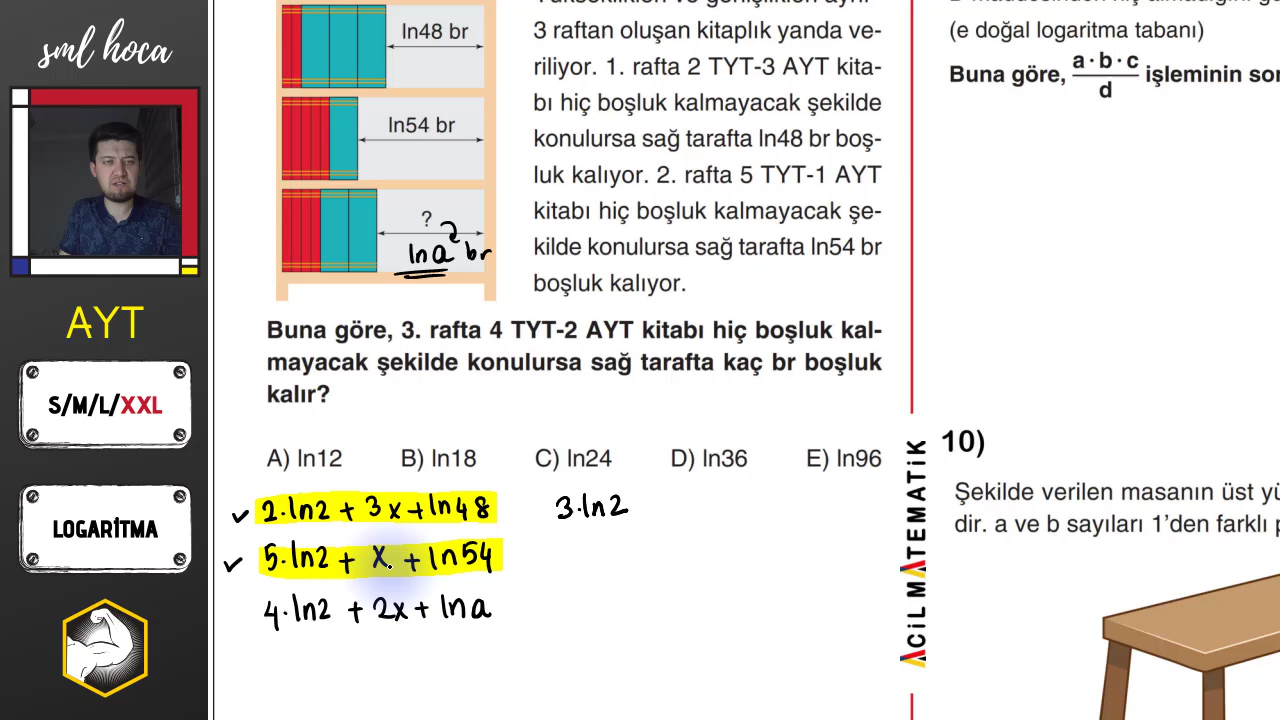 sml hoca
AYT
S/M/L/XXL
LOGARİTMA
ln48 br
ln54 br
?
lna br
3 raftan oluşan kitaplık yanda ve-
riliyor. 1. rafta 2 TYT-3 AYT kita-
bı hiç boşluk kalmayacak şekilde
konulursa sağ tarafta ln48 br boş-
luk kalıyor. 2. rafta 5 TYT-1 AYT
kitabı hiç boşluk kalmayacak şe-
kilde konulursa sağ tarafta ln54 br
boşluk kalıyor.
Buna göre, 3. rafta 4 TYT-2 AYT kitabı hiç boşluk kal-
mayacak şekilde konulursa sağ tarafta kaç br boşluk
kalır?
A) ln12 B) ln18 C) ln24 D) ln36 E) ln96
2·ln2 + 3x + ln48
5·ln2 + x + ln54
4·ln2 + 2x + lna
3·ln2
(e doğal logaritma tabanı)
Buna göre, a · b · c / d işleminin
ACİL MATEMATİK
10)
Şekilde verilen masanın üst
dir. a ve b sayıları 1'den farklı